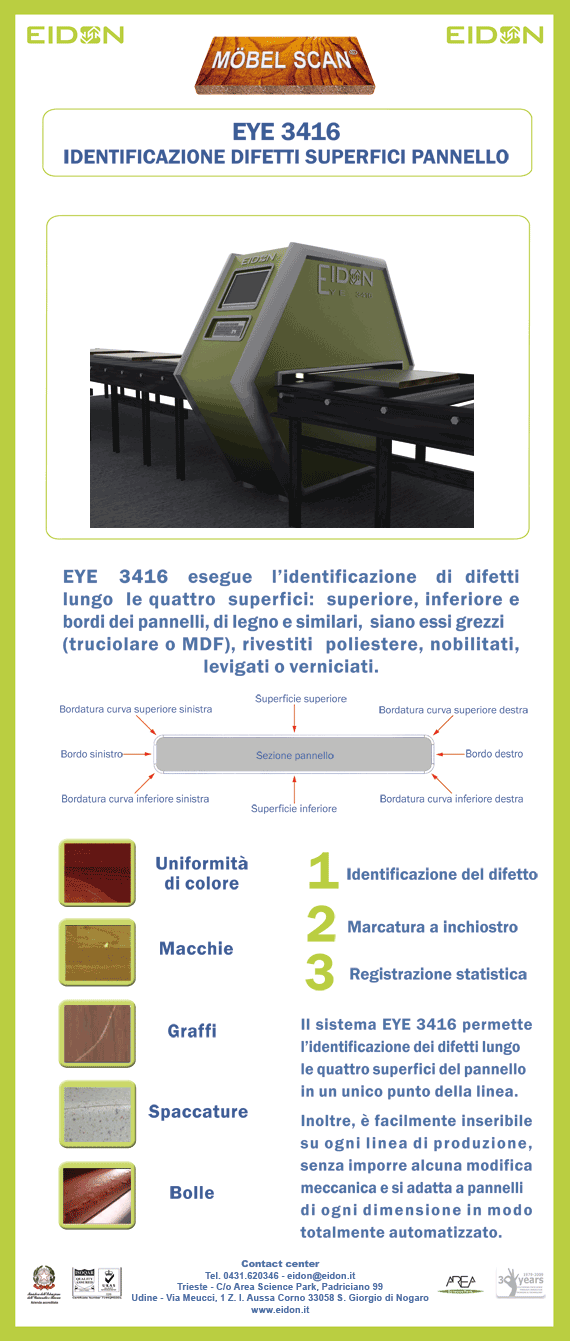 EIDON
EIDON
MÖBEL SCAN®
EYE 3416
IDENTIFICAZIONE DIFETTI SUPERFICI PANNELLO
EIDON
EIDON
EYE 3416 esegue l'identificazione di difetti
lungo le quattro superfici: superiore, inferiore e
bordi dei pannelli, di legno e similari, siano essi grezzi
(truciolare o MDF), rivestiti poliestere, nobilitati,
levigati o verniciati.
Superficie superiore
Bordatura curva superiore sinistra
Bordatura curva superiore destra
Bordo sinistro
Sezione pannello
Bordo destro
Bordatura curva inferiore sinistra
Bordatura curva inferiore destra
Superficie inferiore
Uniformità
di colore
Macchie
Graffi
Spaccature
Bolle
1 Identificazione del difetto
2 Marcatura a inchiostro
3 Registrazione statistica
Il sistema EYE 3416 permette
l'identificazione dei difetti lungo
le quattro superfici del pannello
in un unico punto della linea.
Inoltre, è facilmente inseribile
su ogni linea di produzione,
senza imporre alcuna modifica
meccanica e si adatta a pannelli
di ogni dimensione in modo
totalmente automatizzato.
Contact center
Tel. 0431.620346 - eidon@eidon.it
Trieste - C/o Area Science Park, Padriciano 99
Udine - Via Meucci, 1 Z. I. Aussa Corno 33058 S. Giorgio di Nogaro
www.eidon.it
AREA
30 years